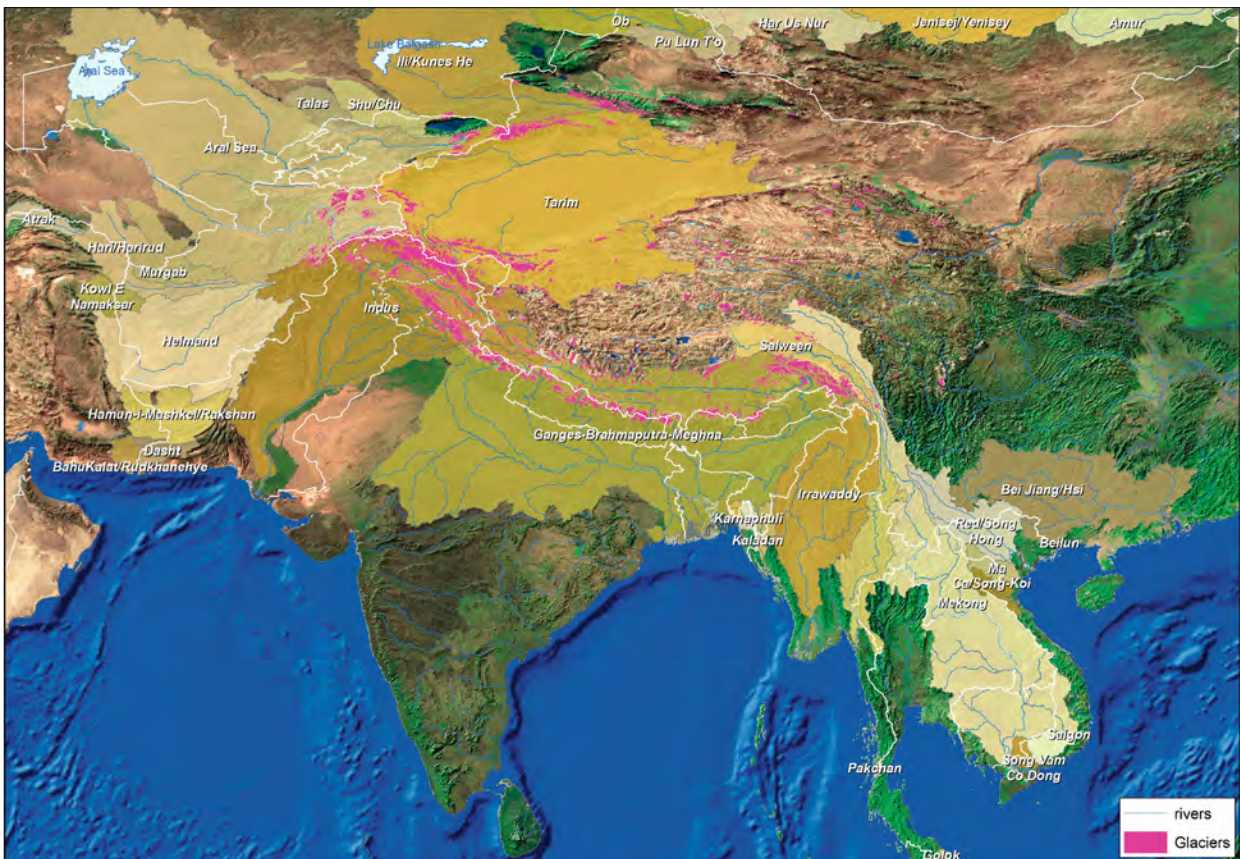 Ob
Har Us Nur
Jenisej/Yenisey
Amur
Pu Lun T'o
Lake Balgash
Ili/Kunes He
Aral Sea
Talas
Shu/Chu
Aral Sea
Tarim
Atrak
Hari/Harirud
Murgab
Kowl E
Namaksar
Indus
Helmand
Salween
Hamun-i-Mashkel/Rakshan
Dasht
BahuKalat/Rudkhanehye
Ganges-Brahmaputra-Meghna
Irrawaddy
Bei Jiang/Hsi
Karnaphuli
Kaladan
Red/Song
Hong
Beilun
Ma
Ca/Song-Koi
Mekong
Saigon
Song Vam
Co Dong
Pakchan
Golok
rivers
Glaciers